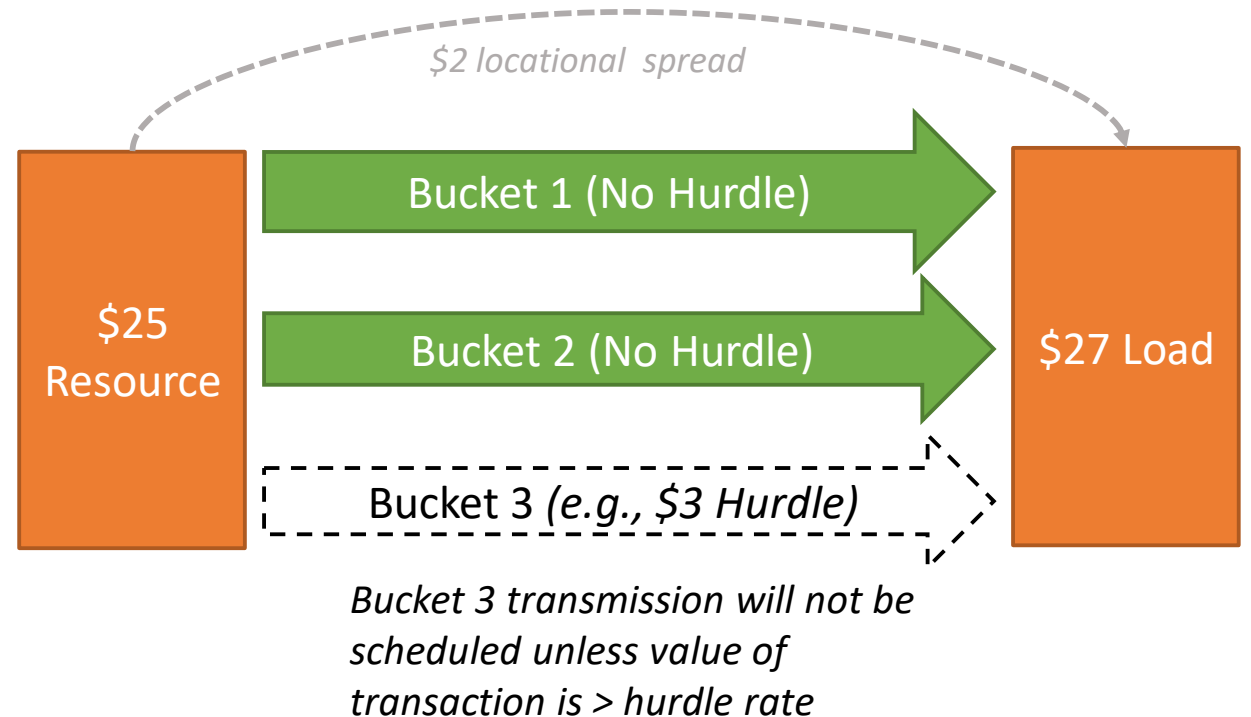 $2 locational spread
Bucket 1 (No Hurdle)
$25
Resource
Bucket 2 (No Hurdle)
$27 Load
Bucket 3 (e.g., $3 Hurdle)
Bucket 3 transmission will not be
scheduled unless value of
transaction is > hurdle rate